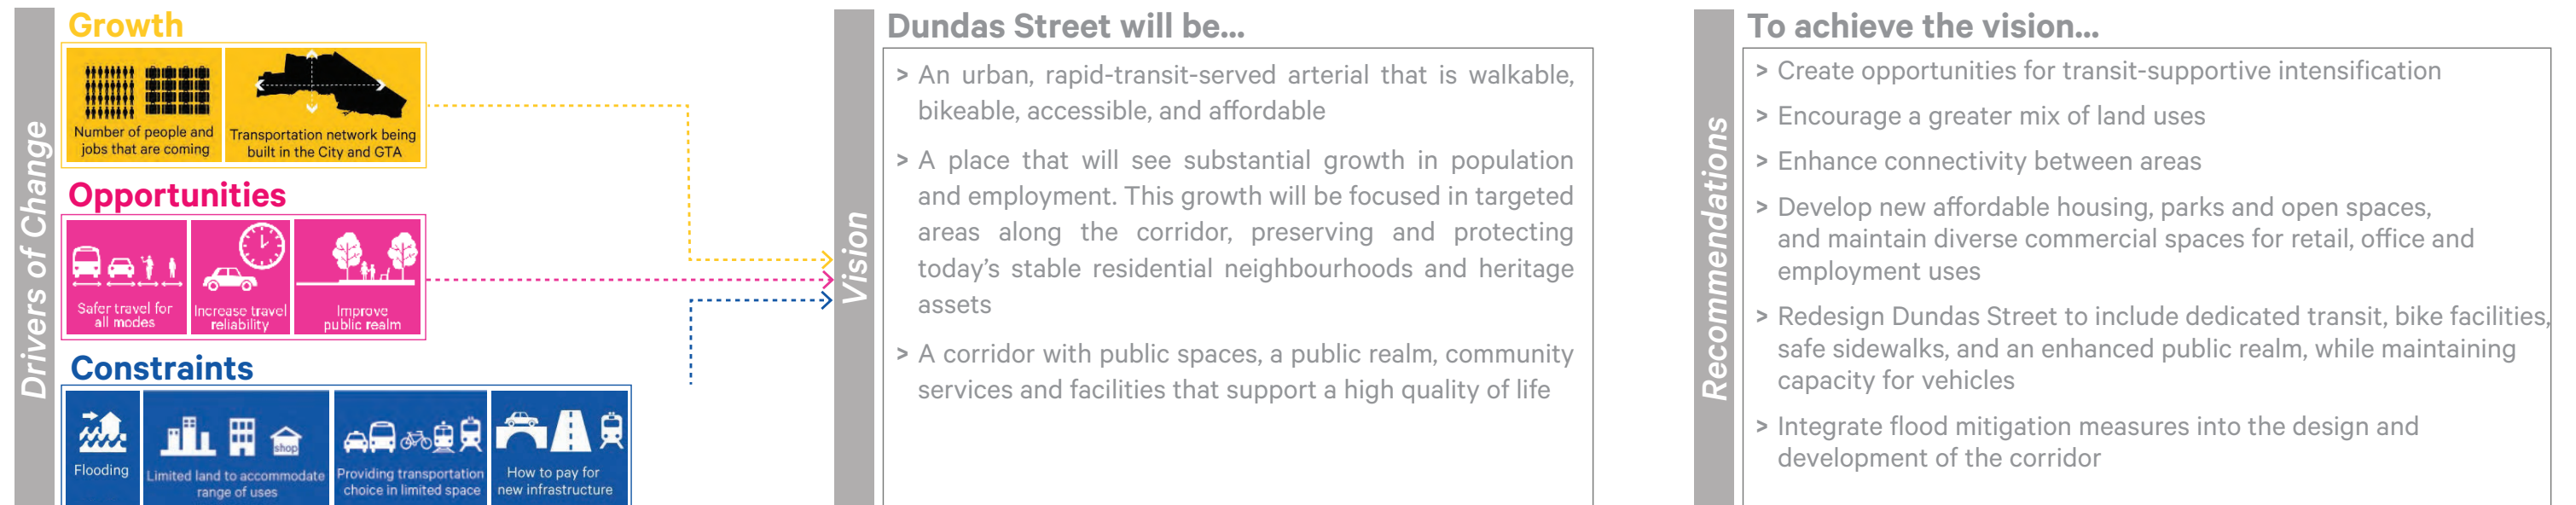 Drivers of Change
Growth
Number of people and
jobs that are coming
Transportation network being
built in the City and GTA
Opportunities
Safer travel for
all modes
Increase travel
reliability
Improve
public realm
Constraints
Flooding
shop
Limited land to accommodate
range of uses
Providing transportation
choice in limited space
How to pay for
new infrastructure
Vision
Dundas Street will be...
> An urban, rapid-transit-served arterial that is walkable,
bikeable, accessible, and affordable
> A place that will see substantial growth in population
and employment. This growth will be focused in targeted
areas along the corridor, preserving and protecting
today's stable residential neighbourhoods and heritage
assets
> A corridor with public spaces, a public realm, community
services and facilities that support a high quality of life
Recommendations
To achieve the vision...
> Create opportunities for transit-supportive intensification
> Encourage a greater mix of land uses
> Enhance connectivity between areas
> Develop new affordable housing, parks and open spaces,
and maintain diverse commercial spaces for retail, office and
employment uses
> Redesign Dundas Street to include dedicated transit, bike facilities,
safe sidewalks, and an enhanced public realm, while maintaining
capacity for vehicles
> Integrate flood mitigation measures into the design and
development of the corridor